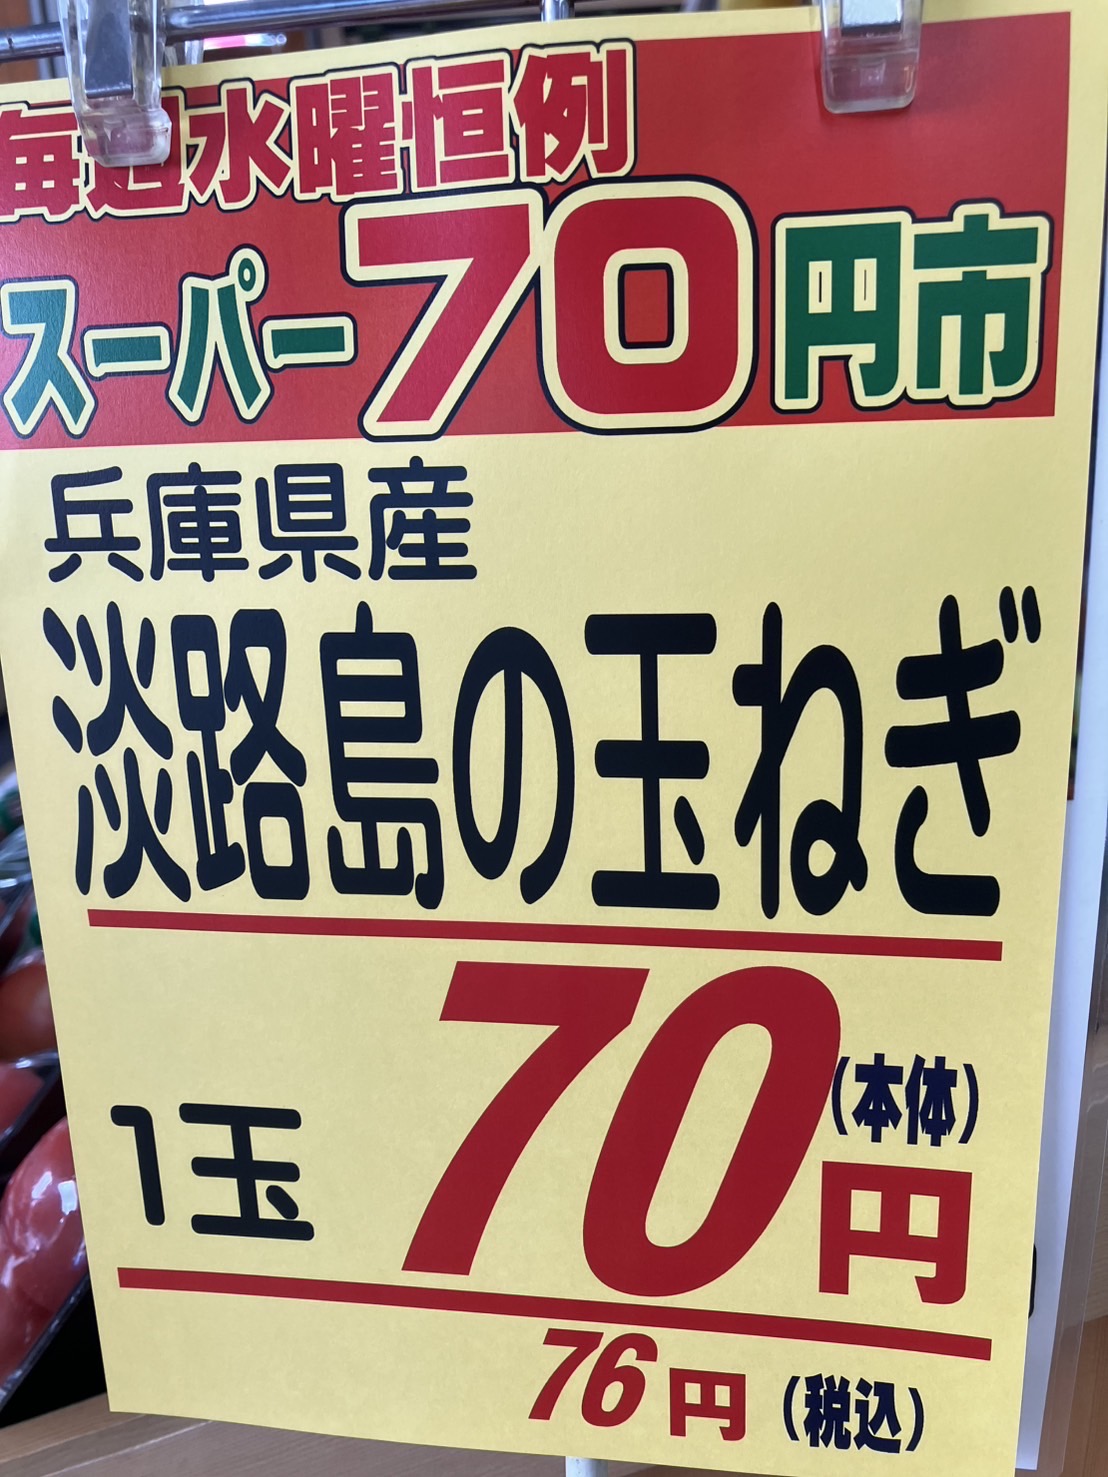 毎週水曜恒例
スーパー70円市
兵庫県産
淡路島の玉ねぎ
1玉 70円(本体)
76円(税込)